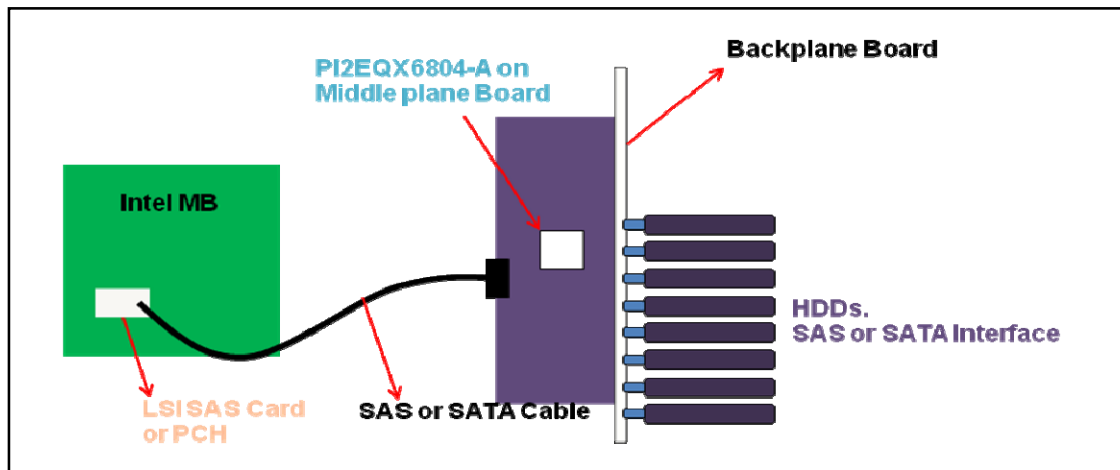 Backplane Board
PI2EQX6804-A on
Middle plane Board
Intel MB
HDDs.
SAS or SATA Interface
LSI SAS Card
or PCH
SAS or SATA Cable